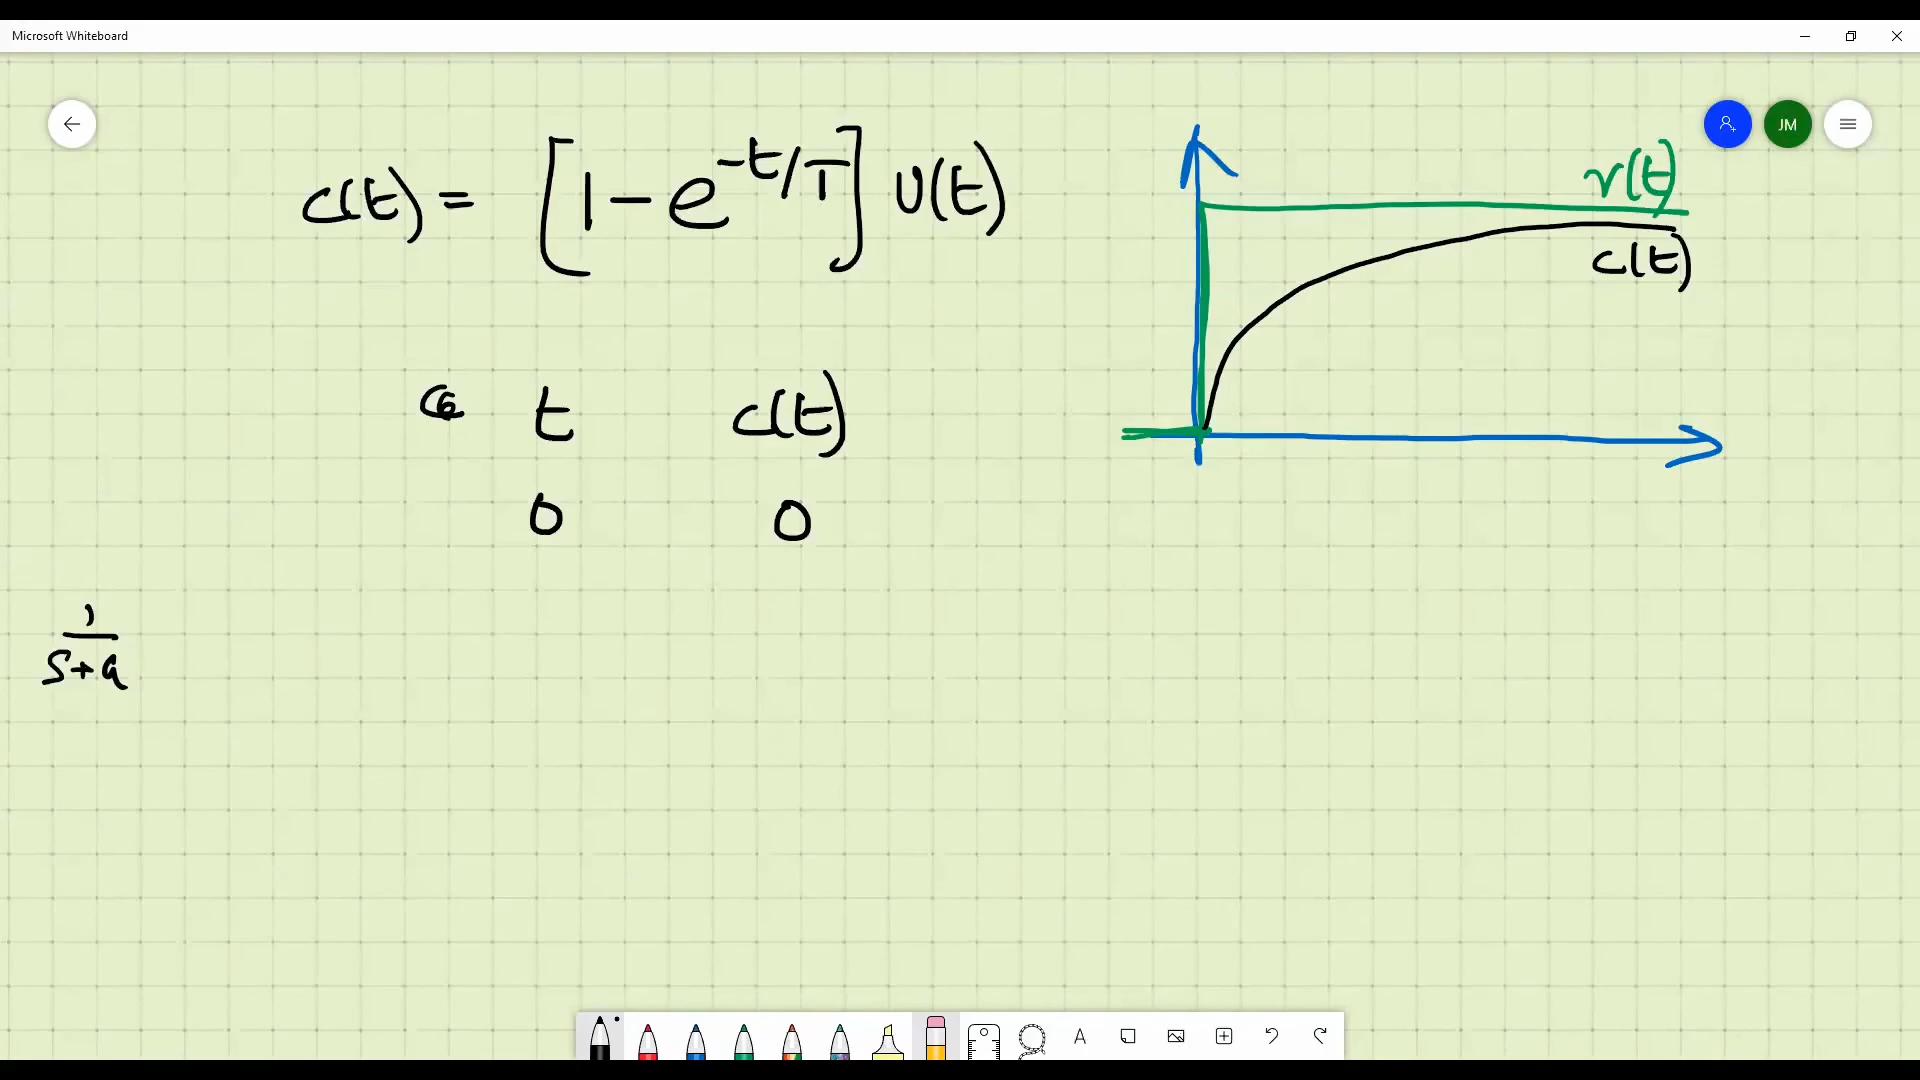 Microsoft Whiteboard
JM
c(t) = [1 - e^{-t/T}] U(t)
r(t)
c(t)
t c(t)
0 0
1
S+a
A